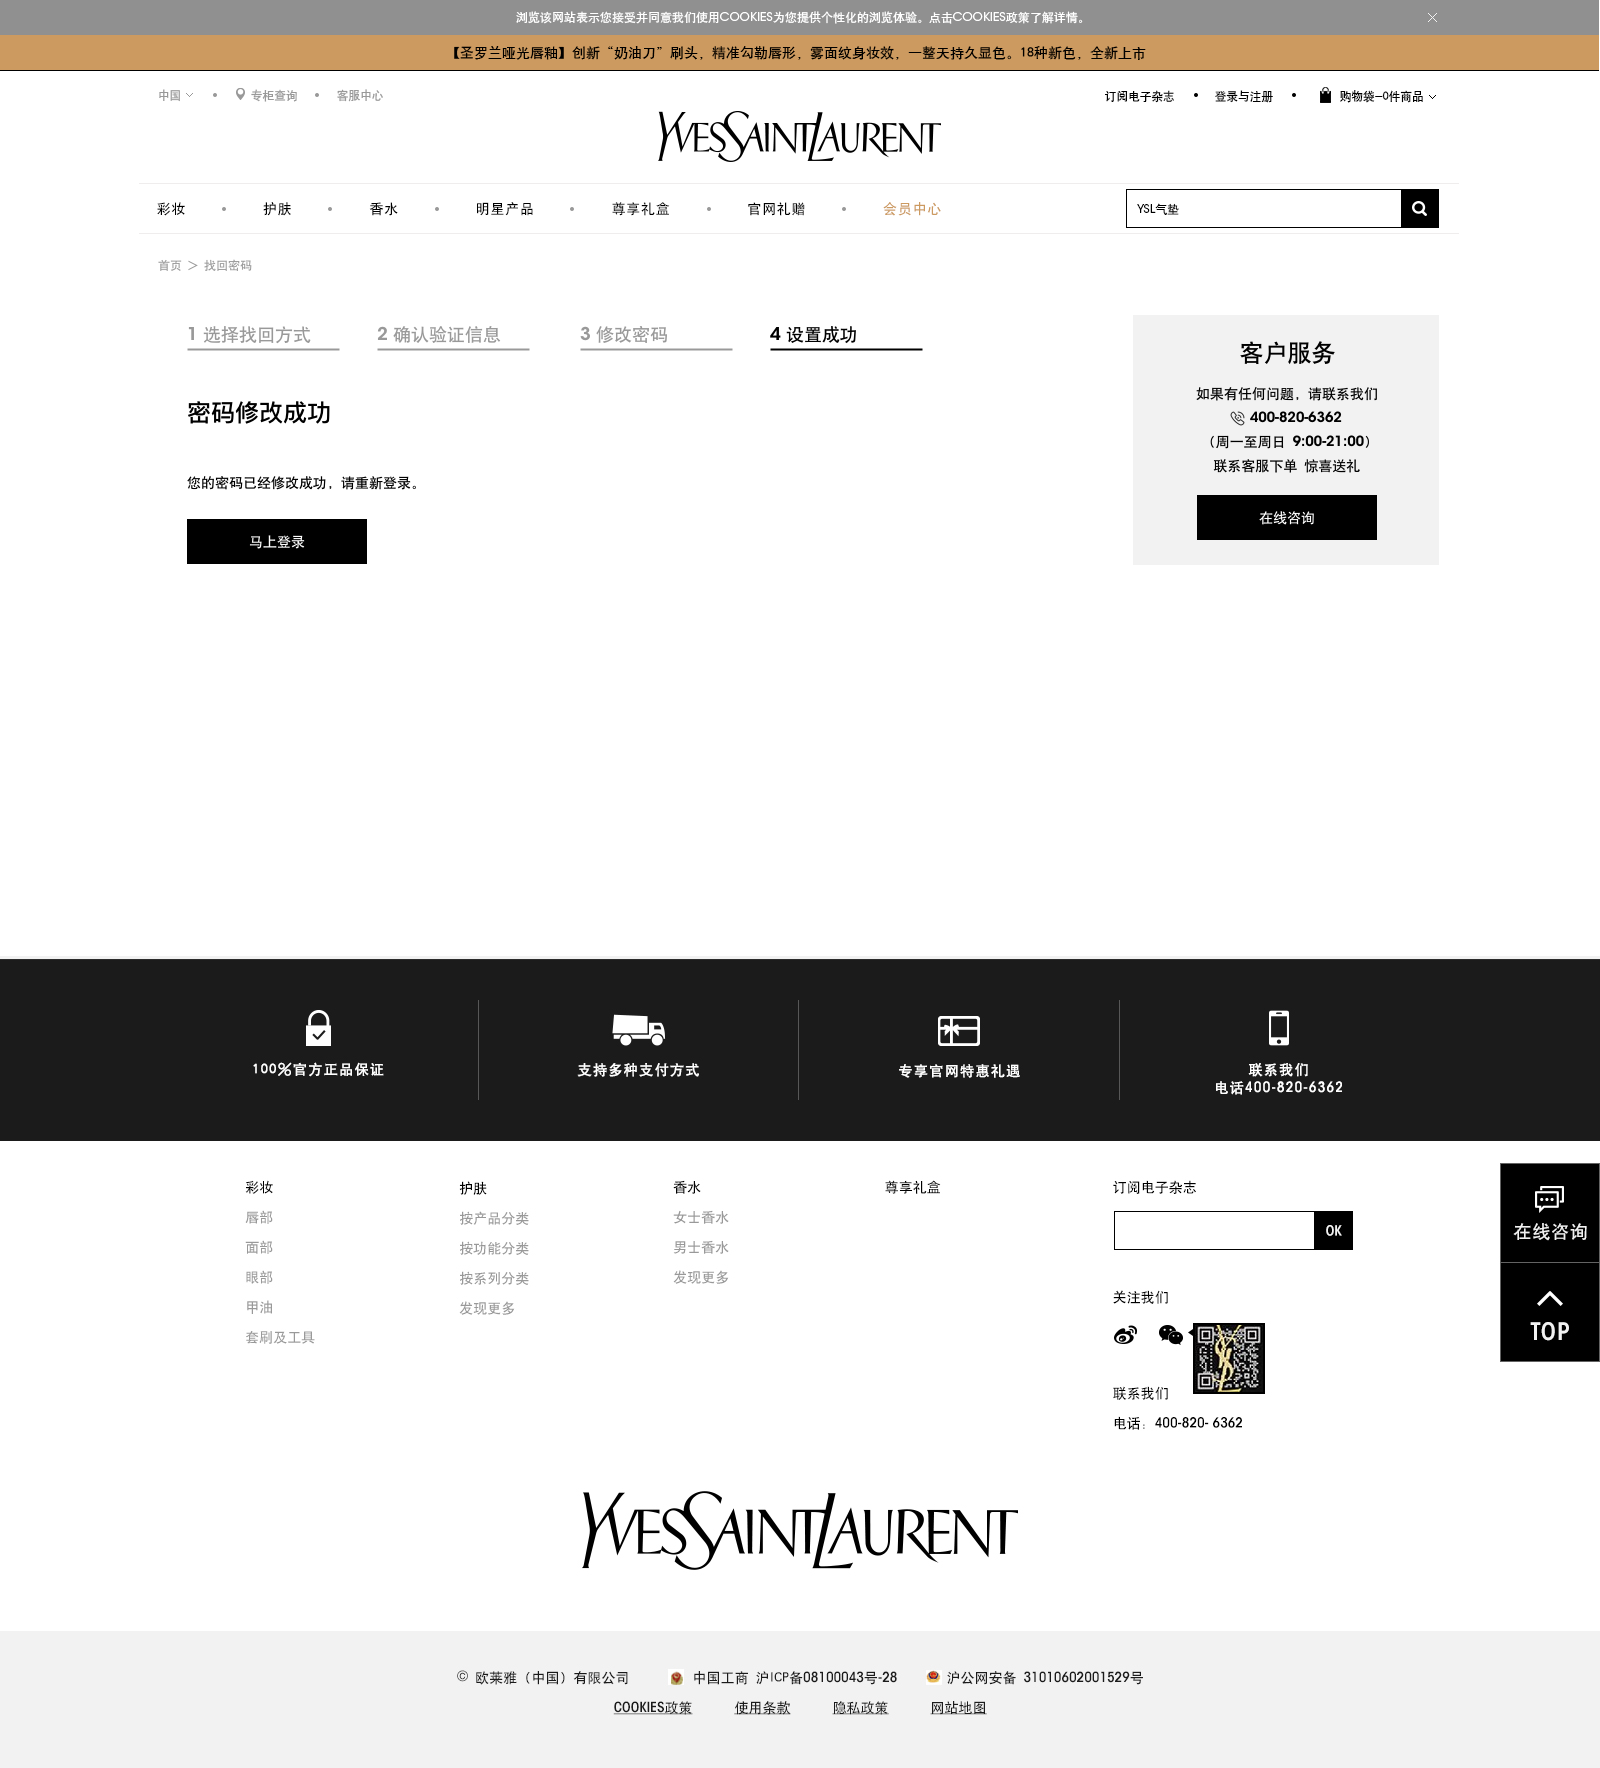 浏览该网站表示您接受并同意我们使用COOKIES为您提供个性化的浏览体验。点击COOKIES政策了解详情。
【圣罗兰哑光唇釉】创新“奶油刀”刷头，精准勾勒唇形，雾面纹身妆效，一整天持久显色。18种新色，全新上市
中国 • 专柜查询 • 客服中心
订阅电子杂志 • 登录与注册 • 购物袋—0件商品
YVESSAINTLAURENT
彩妆 • 护肤 • 香水 • 明星产品 • 尊享礼盒 • 官网礼赠 • 会员中心
YSL气垫
首页 > 找回密码
1 选择找回方式
2 确认验证信息
3 修改密码
4 设置成功
密码修改成功
您的密码已经修改成功，请重新登录。
马上登录
客户服务
如果有任何问题，请联系我们
400-820-6362
（周一至周日 9:00-21:00）
联系客服下单 惊喜送礼
在线咨询
100%官方正品保证
支持多种支付方式
专享官网特惠礼遇
联系我们
电话400-820-6362
彩妆
唇部
面部
眼部
甲油
套刷及工具
护肤
按产品分类
按功能分类
按系列分类
发现更多
香水
女士香水
男士香水
发现更多
尊享礼盒
订阅电子杂志
OK
关注我们
联系我们
电话：400-820- 6362
在线咨询
TOP
YVESSAINTLAURENT
© 欧莱雅（中国）有限公司 中国工商 沪ICP备08100043号-28 沪公网安备 31010602001529号
COOKIES政策 使用条款 隐私政策 网站地图